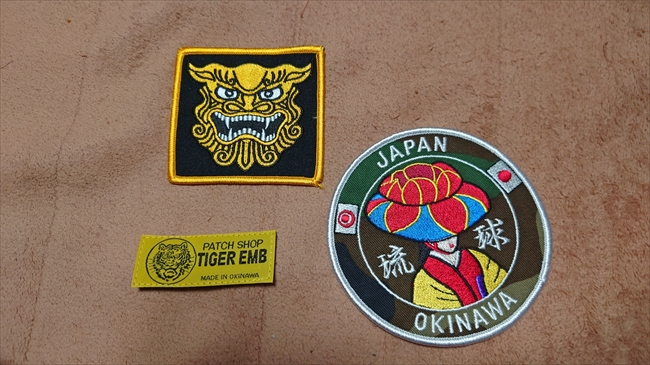 PATCH SHOP
TIGER EMB
MADE IN OKINAWA
JAPAN
琉球
OKINAWA